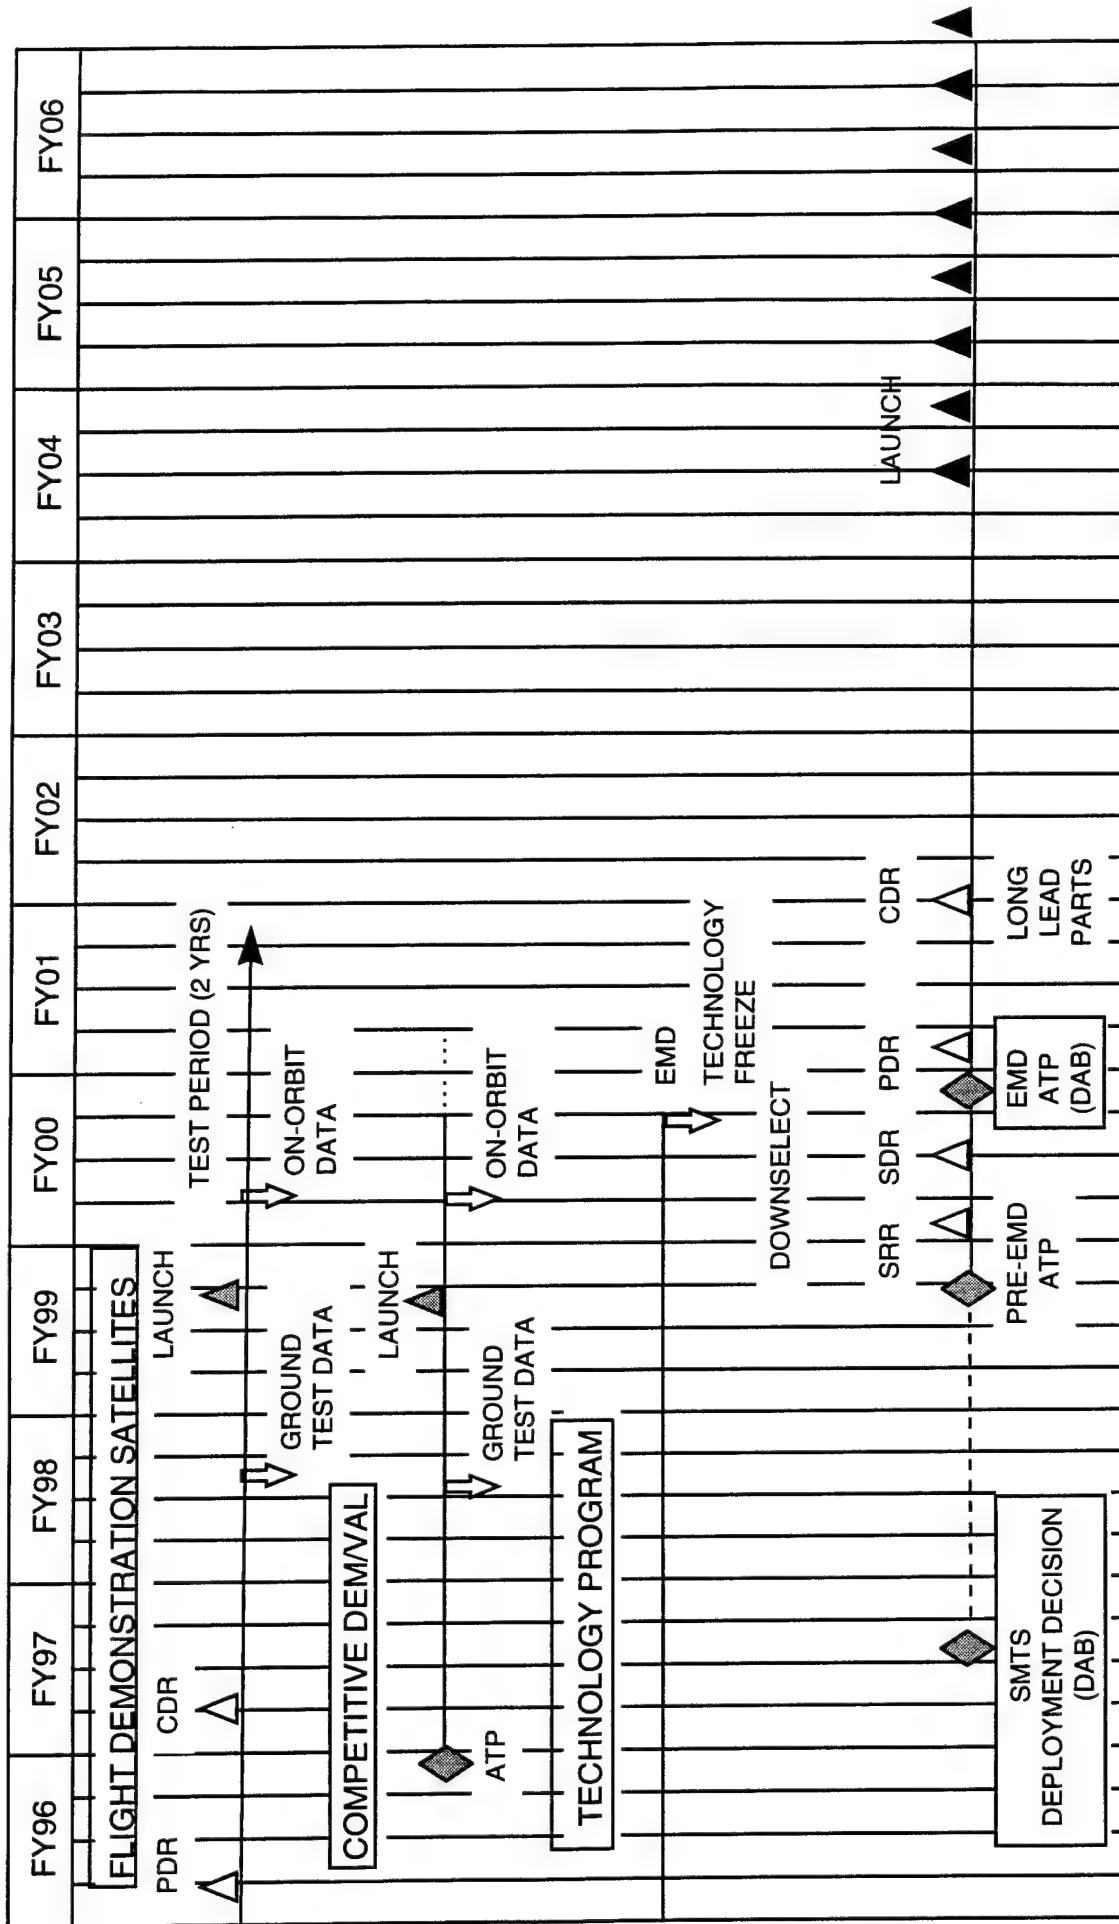 FY96
FY97
FY98
FY99
FY00
FY01
FY02
FY03
FY04
FY05
FY06
FLIGHT DEMONSTRATION SATELLITES
PDR
CDR
LAUNCH
TEST PERIOD (2 YRS)
GROUND
TEST DATA
ON-ORBIT
DATA
COMPETITIVE DEM/VAL
LAUNCH
ATP
GROUND
TEST DATA
ON-ORBIT
DATA
TECHNOLOGY PROGRAM
EMD
TECHNOLOGY
FREEZE
DOWNSELECT
SRR
SDR
PDR
CDR
LAUNCH
SMTS
DEPLOYMENT DECISION
(DAB)
PRE-EMD
ATP
EMD
ATP
(DAB)
LONG
LEAD
PARTS